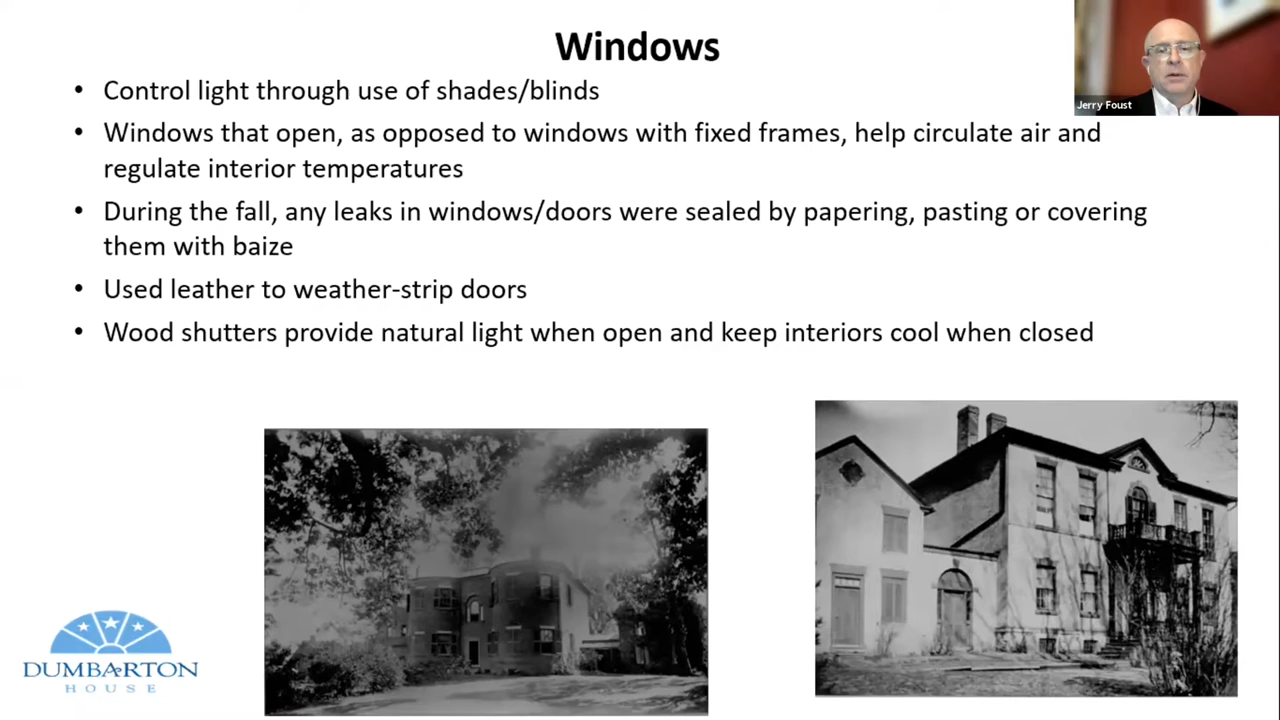 Windows
Jerry Foust
• Control light through use of shades/blinds
• Windows that open, as opposed to windows with fixed frames, help circulate air and
regulate interior temperatures
• During the fall, any leaks in windows/doors were sealed by papering, pasting or covering
them with baize
• Used leather to weather-strip doors
• Wood shutters provide natural light when open and keep interiors cool when closed
DUMBARTON
HOUSE